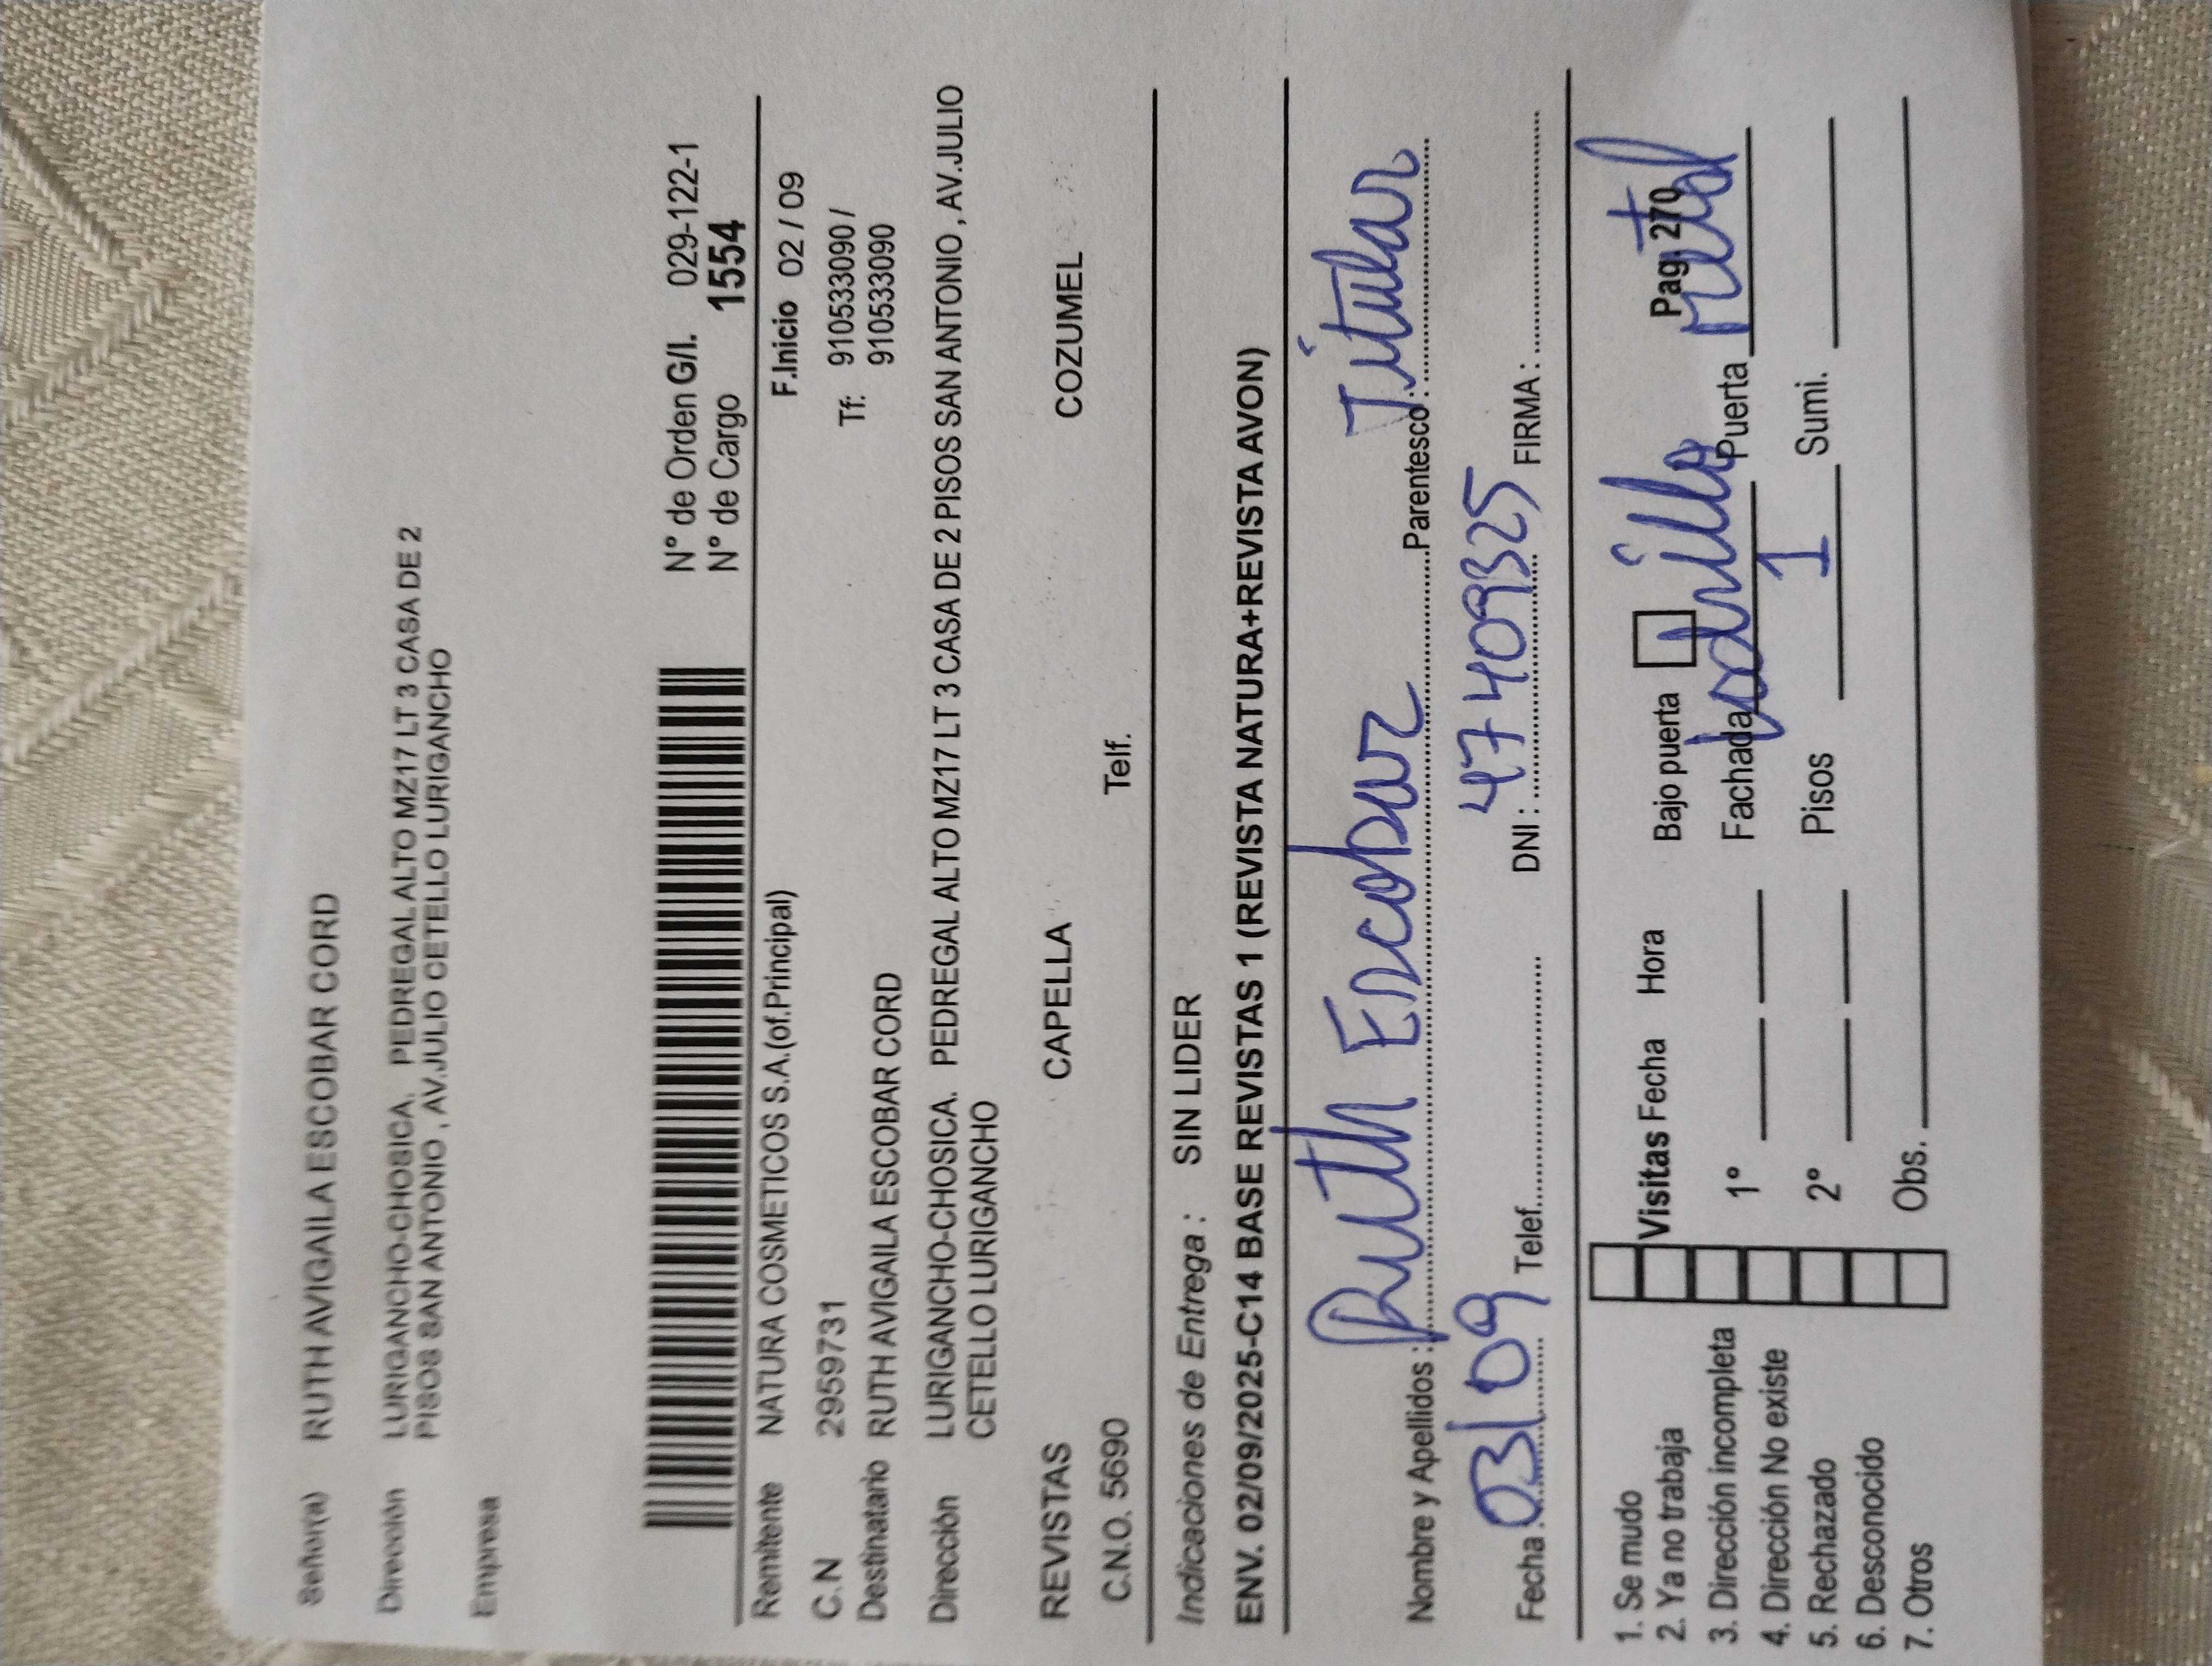 Señor(a) RUTH AVIGAILA ESCOBAR CORD
Dirección LURIGANCHO-CHOSICA. PEDREGAL ALTO MZ17 LT 3 CASA DE 2
PISOS SAN ANTONIO , AV.JULIO CETELLO LURIGANCHO
Empresa
N° de Orden G/I. 029-122-1
N° de Cargo 1554
Remitente NATURA COSMETICOS S.A.(of.Principal) F.Inicio 02 / 09
C.N 29597731 Tf: 910533090 /
910533090
Destinatario RUTH AVIGAILA ESCOBAR CORD
Dirección LURIGANCHO-CHOSICA. PEDREGAL ALTO MZ17 LT 3 CASA DE 2 PISOS SAN ANTONIO , AV.JULIO
CETELLO LURIGANCHO
REVISTAS CAPELLA COZUMEL
C.N.O. 5690 Telf.
Indicaciones de Entrega : SIN LIDER
ENV. 02/09/2025-C14 BASE REVISTAS 1 (REVISTA NATURA+REVISTA AVON)
Nombre y Apellidos : Ruth Escobar Parentesco : Titular
Fecha : 03/09 Telef. DNI : 47409325 FIRMA :
1. Se mudo
2. Ya no trabaja
3. Dirección incompleta
4. Dirección No existe
5. Rechazado
6. Desconocido
7. Otros
Visitas Fecha Hora Bajo puerta Pag. 270
1° Fachada ladrillo Puerta metal
2° Pisos 1 Sumi.
Obs.